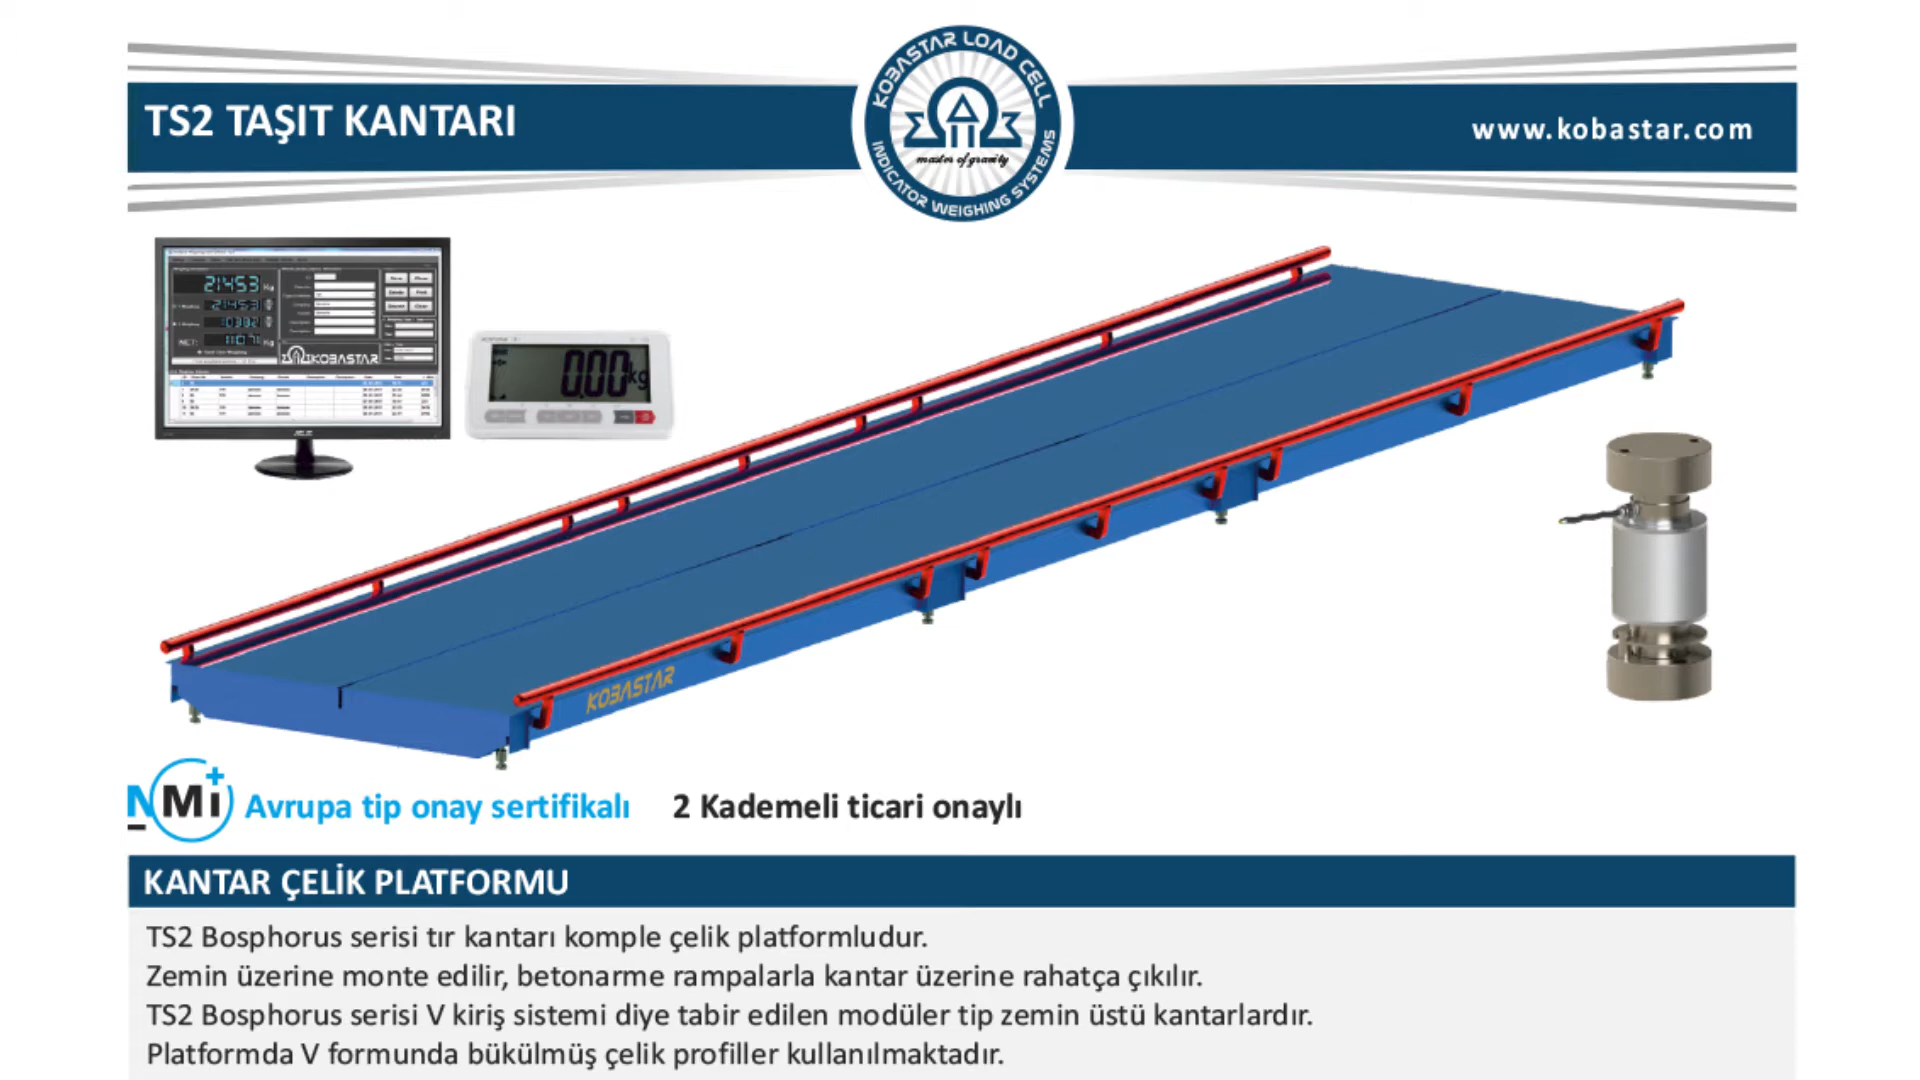 TS2 TAŞIT KANTARI
KOBASTAR LOAD CELL
INDICATOR WEIGHING SYSTEMS
master of gravity
www.kobastar.com
21453 Kg
KOBASTAR
0.00 kg
KOBASTAR
NMi+ Avrupa tip onay sertifikalı 2 Kademeli ticari onaylı
KANTAR ÇELİK PLATFORMU
TS2 Bosphorus serisi tır kantarı komple çelik platformludur.
Zemin üzerine monte edilir, betonarme rampalarla kantar üzerine rahatça çıkılır.
TS2 Bosphorus serisi V kiriş sistemi diye tabir edilen modüler tip zemin üstü kantarlardır.
Platformda V formunda bükülmüş çelik profiller kullanılmaktadır.